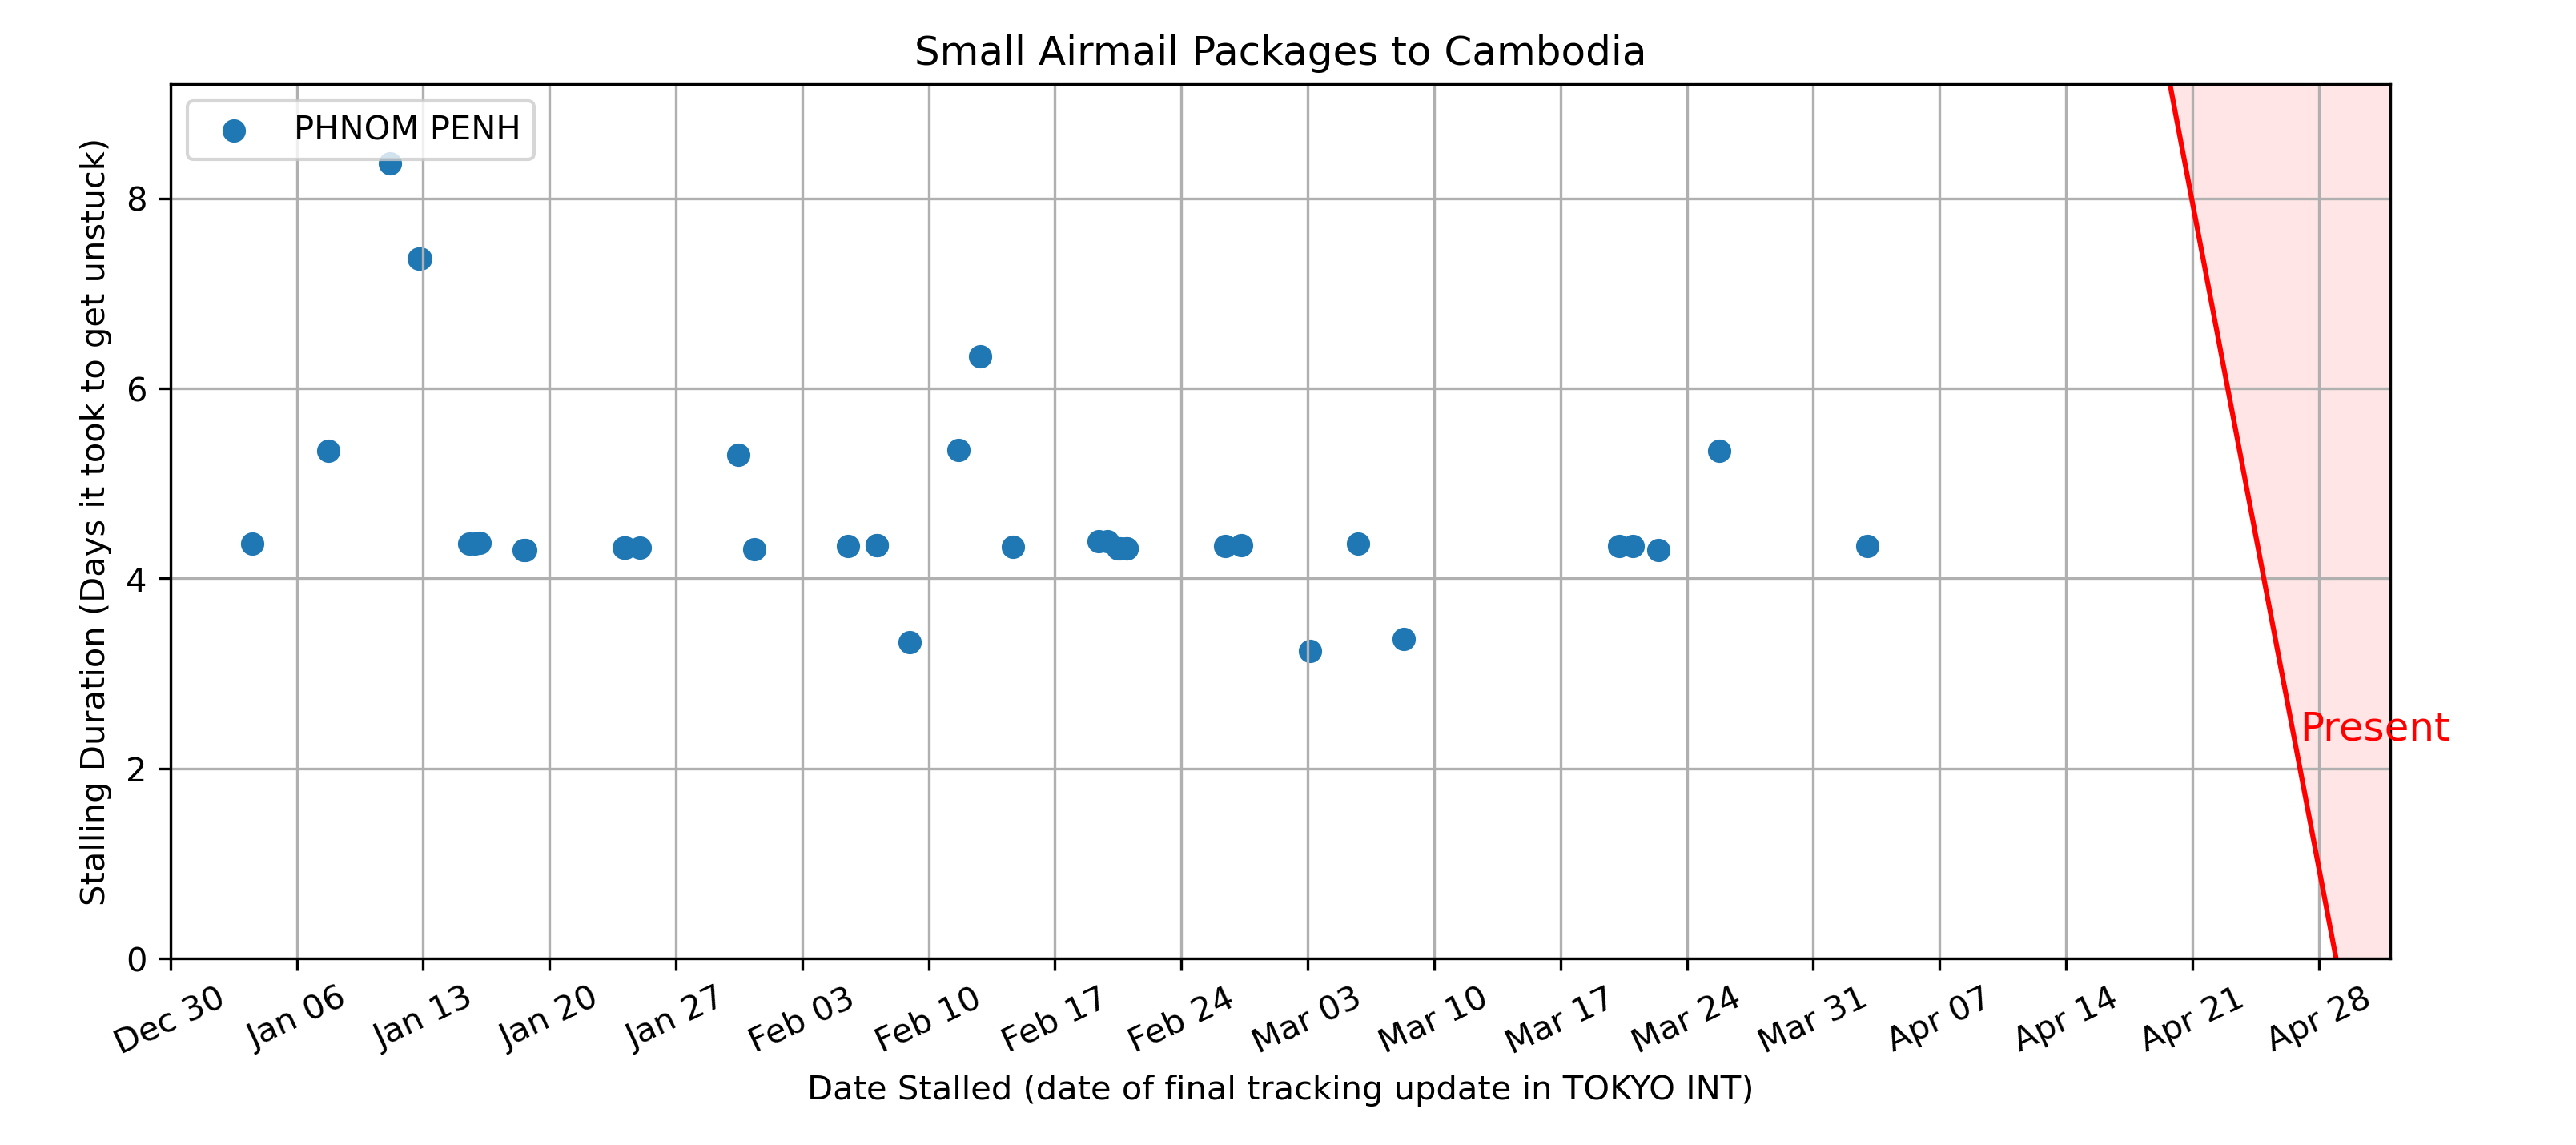 Small Airmail Packages to Cambodia
PHNOM PENH
Stalling Duration (Days it took to get unstuck)
8
6
4
2
0
Present
Dec 30
Jan 06
Jan 13
Jan 20
Jan 27
Feb 03
Feb 10
Feb 17
Feb 24
Mar 03
Mar 10
Mar 17
Mar 24
Mar 31
Apr 07
Apr 14
Apr 21
Apr 28
Date Stalled (date of final tracking update in TOKYO INT)